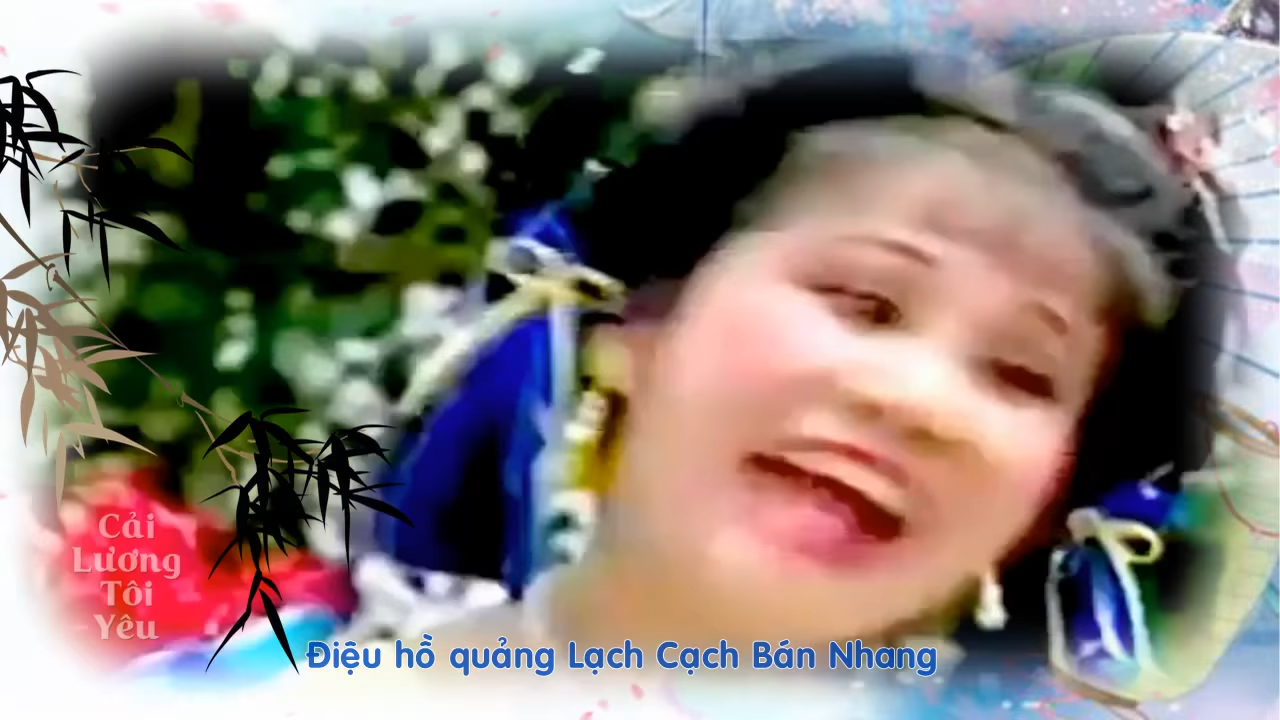 Cải
Lương
Tôi
Yêu
Điệu hồ quảng Lạch Cạch Bán Nhang